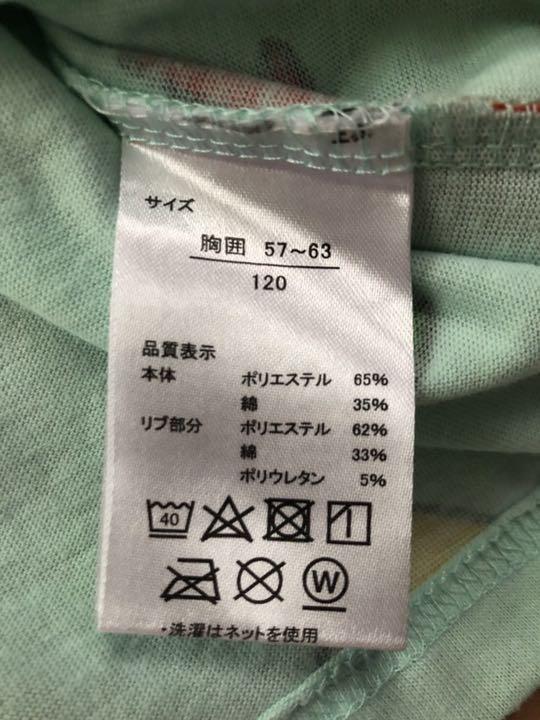 サイズ
胸囲 57～63
120
品質表示
本体 ポリエステル 65%
綿 35%
リブ部分 ポリエステル 62%
綿 33%
ポリウレタン 5%
40
W
・洗濯はネットを使用